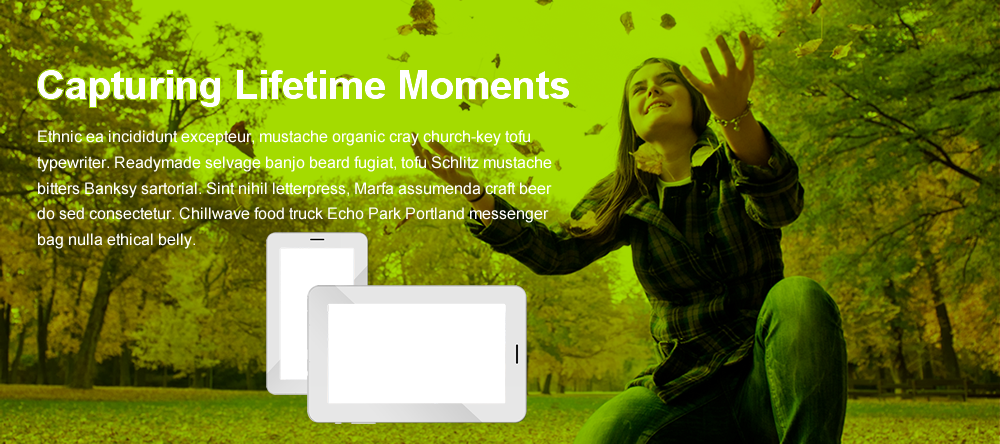 Capturing Lifetime Moments
Ethnic ea incididunt excepteur, mustache organic cray church-key tofu
typewriter. Readymade selvage banjo beard fugiat, tofu Schlitz mustache
bitters Banksy sartorial. Sint nihil letterpress, Marfa assumenda craft beer
do sed consectetur. Chillwave food truck Echo Park Portland messenger
bag nulla ethical belly.